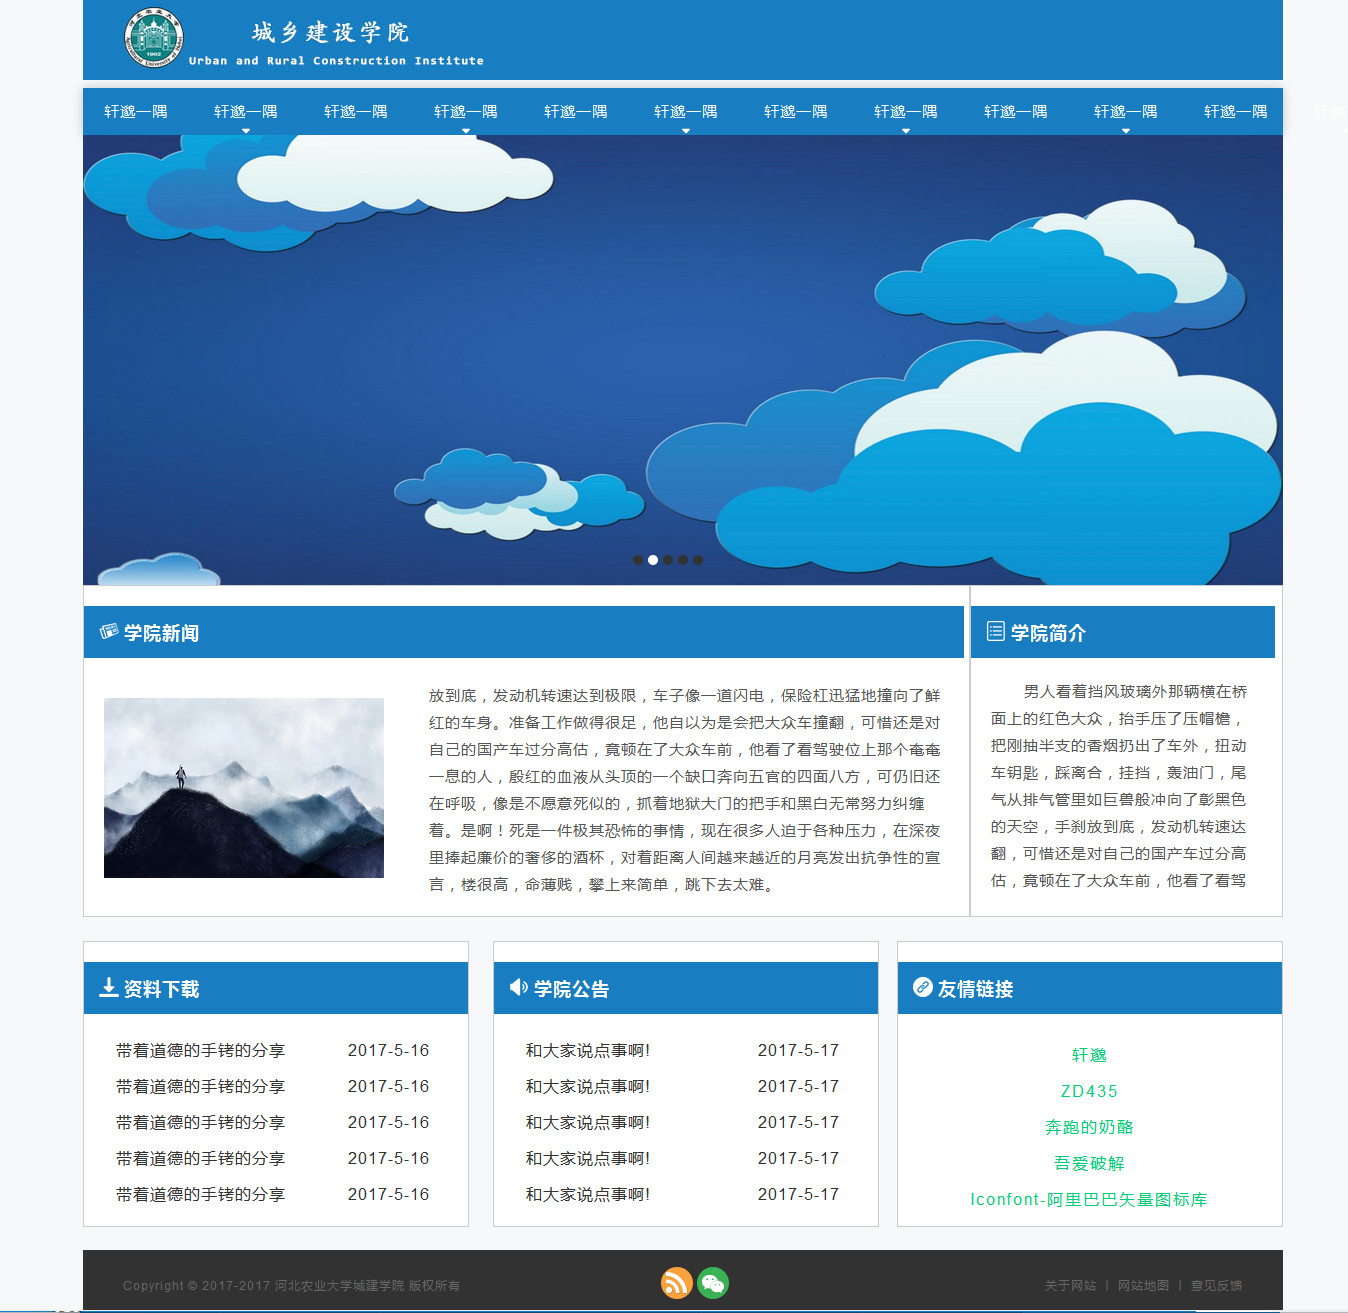 城乡建设学院
Urban and Rural Construction Institute
轩邈一隅 轩邈一隅 轩邈一隅 轩邈一隅 轩邈一隅 轩邈一隅 轩邈一隅 轩邈一隅 轩邈一隅 轩邈一隅 轩邈一隅
学院新闻
放到底，发动机转速达到极限，车子像一道闪电，保险杠迅猛地撞向了鲜
红的车身。准备工作做得很足，他自以为是会把大众车撞翻，可惜还是对
自己的国产车过分高估，竟顿在了大众车前，他看了看驾驶位上那个奄奄
一息的人，殷红的血液从头顶的一个缺口奔向五官的四面八方，可仍旧还
在呼吸，像是不愿意死似的，抓着地狱大门的把手和黑白无常努力纠缠
着。是啊！死是一件极其恐怖的事情，现在很多人迫于各种压力，在深夜
里捧起廉价的奢侈的酒杯，对着距离人间越来越近的月亮发出抗争性的宣
言，楼很高，命薄贱，攀上来简单，跳下去太难。
学院简介
男人看着挡风玻璃外那辆横在桥
面上的红色大众，抬手压了压帽檐，
把刚抽半支的香烟扔出了车外，扭动
车钥匙，踩离合，挂挡，轰油门，尾
气从排气管里如巨兽般冲向了彰黑色
的天空，手刹放到底，发动机转速达
翻，可惜还是对自己的国产车过分高
估，竟顿在了大众车前，他看了看驾
资料下载
带着道德的手铐的分享 2017-5-16
带着道德的手铐的分享 2017-5-16
带着道德的手铐的分享 2017-5-16
带着道德的手铐的分享 2017-5-16
带着道德的手铐的分享 2017-5-16
学院公告
和大家说点事啊! 2017-5-17
和大家说点事啊! 2017-5-17
和大家说点事啊! 2017-5-17
和大家说点事啊! 2017-5-17
和大家说点事啊! 2017-5-17
友情链接
轩邈
ZD435
奔跑的奶酪
吾爱破解
Iconfont-阿里巴巴矢量图标库
Copyright © 2017-2017 河北农业大学城建学院 版权所有
关于网站 | 网站地图 | 意见反馈